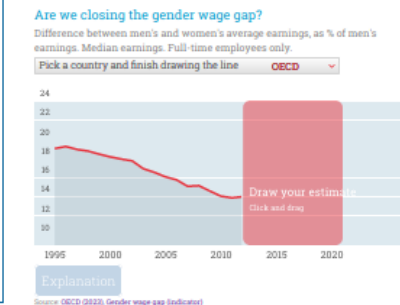 Are we closing the gender wage gap?
Difference between men's and women's average earnings, as % of men's
earnings. Median earnings. Full-time employees only.
Pick a country and finish drawing the line OECD
24
22
20
18
16
14
12
10
Draw your estimate
Click and drag
1995 2000 2005 2010 2015 2020
Explanation
Source: OECD (2023), Gender wage gap (indicator)